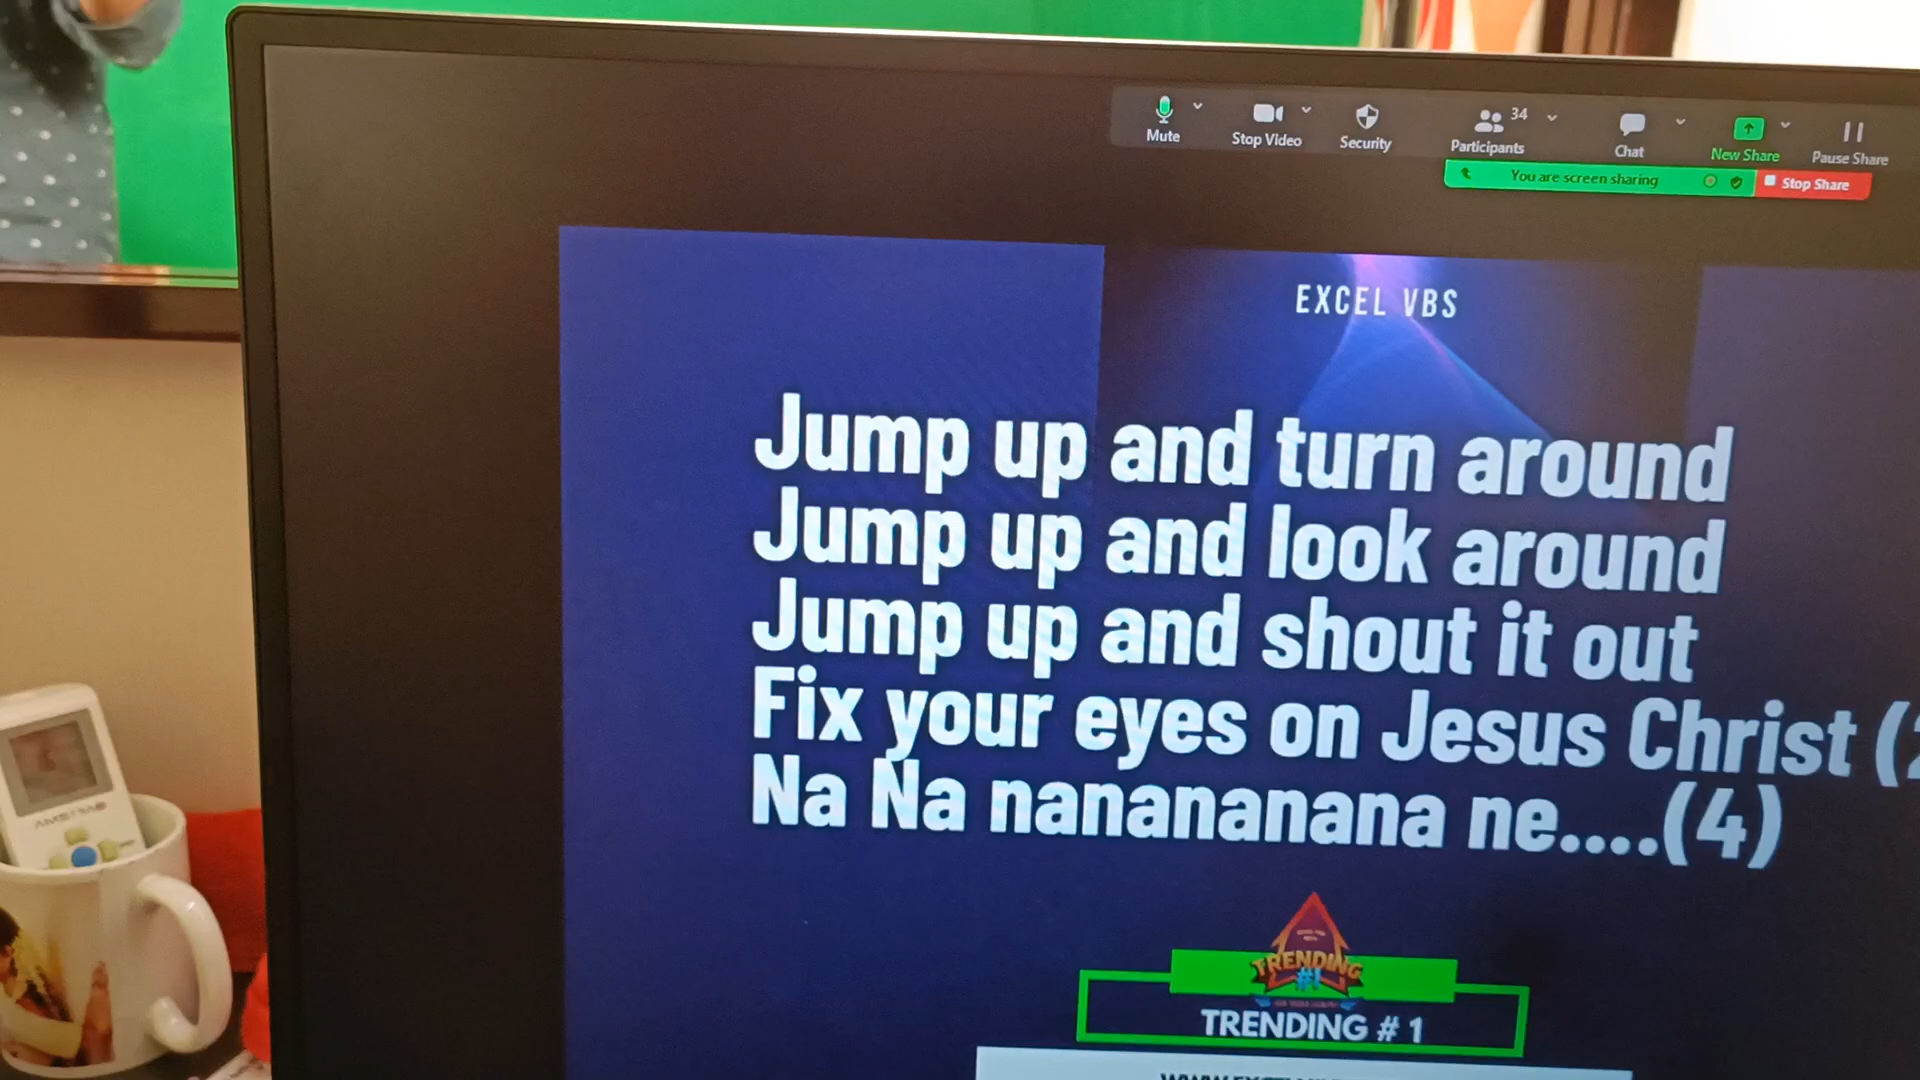 34
Mute
Stop Video
Security
Participants
Chat
New Share
Pause Share
You are screen sharing
Stop Share
EXCEL VBS
Jump up and turn around
Jump up and look around
Jump up and shout it out
Fix your eyes on Jesus Christ (2
Na Na nanananana ne....(4)
TRENDING
#1
TRENDING # 1
AMSTRAD